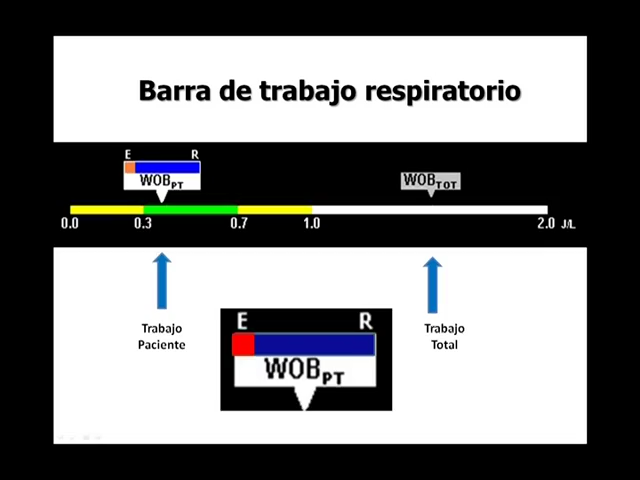 Barra de trabajo respiratorio
E R
WOBPT
WOBTOT
0.0 0.3 0.7 1.0 2.0 J/L
Trabajo
Paciente
Trabajo
Total
E R
WOBPT